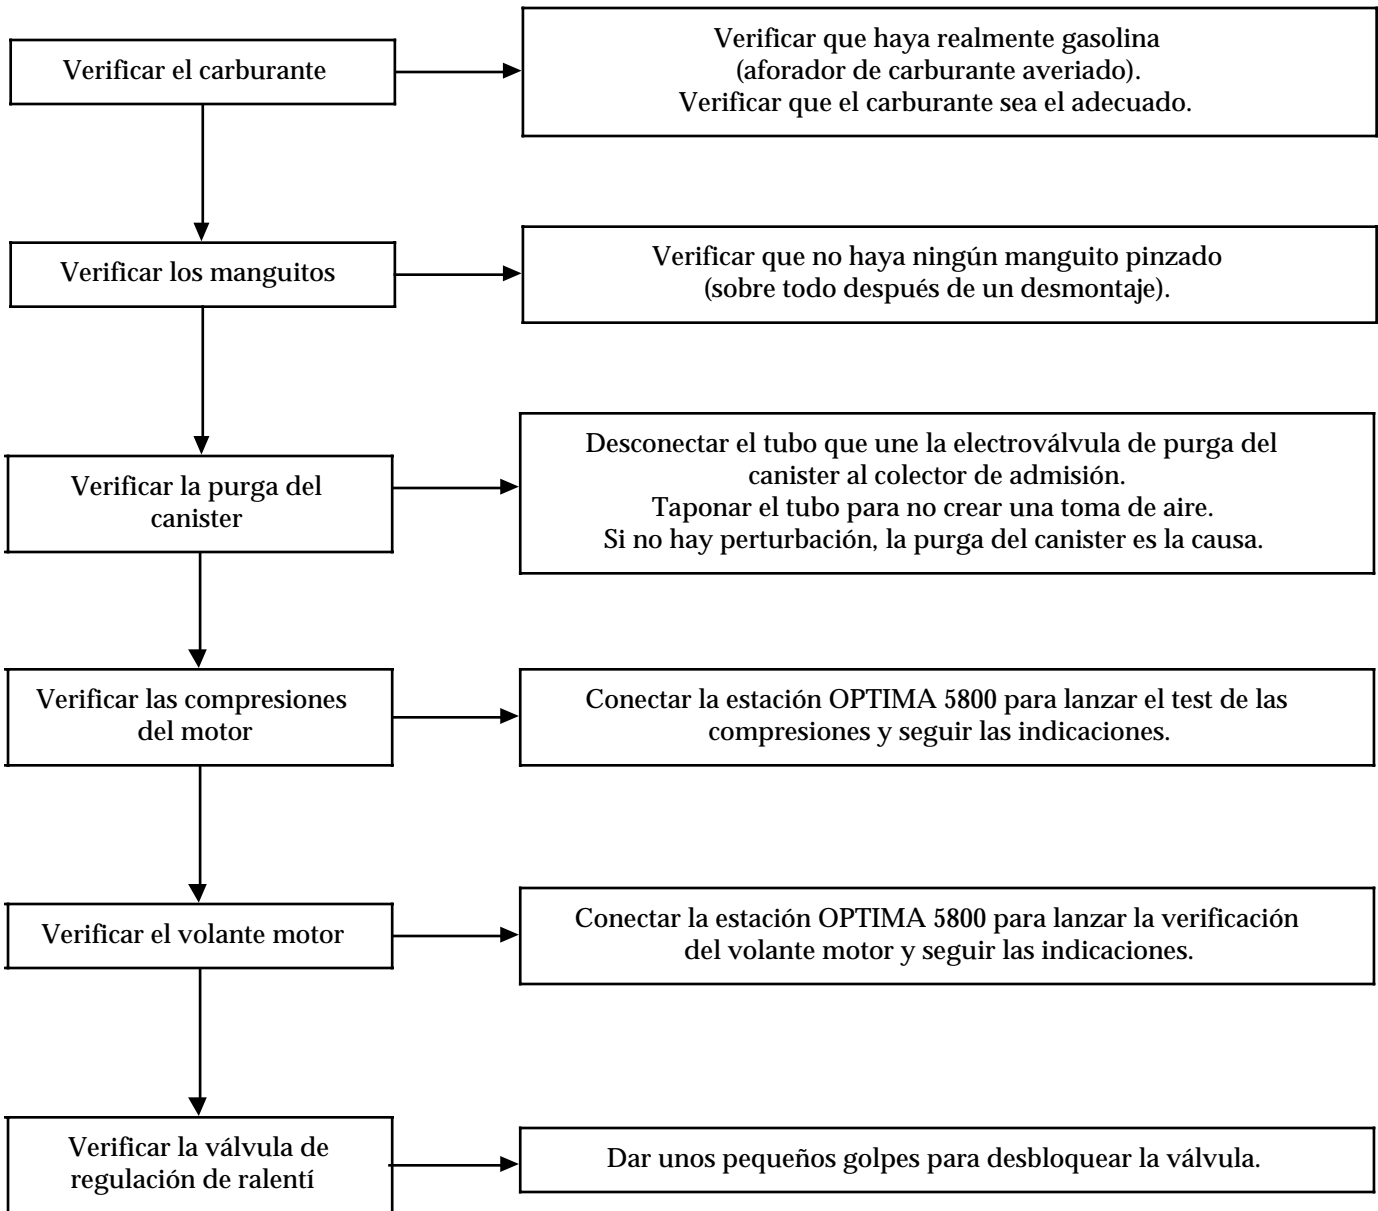 Verificar el carburante
Verificar que haya realmente gasolina
(aforador de carburante averiado).
Verificar que el carburante sea el adecuado.
Verificar los manguitos
Verificar que no haya ningún manguito pinzado
(sobre todo después de un desmontaje).
Verificar la purga del
canister
Desconectar el tubo que une la electroválvula de purga del
canister al colector de admisión.
Taponar el tubo para no crear una toma de aire.
Si no hay perturbación, la purga del canister es la causa.
Verificar las compresiones
del motor
Conectar la estación OPTIMA 5800 para lanzar el test de las
compresiones y seguir las indicaciones.
Verificar el volante motor
Conectar la estación OPTIMA 5800 para lanzar la verificación
del volante motor y seguir las indicaciones.
Verificar la válvula de
regulación de ralentí
Dar unos pequeños golpes para desbloquear la válvula.